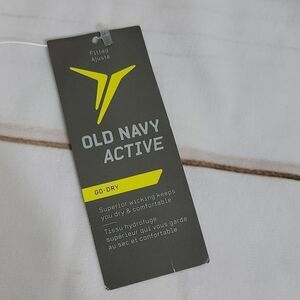 Fitted
Ajusté
OLD NAVY
ACTIVE
GO-DRY
Superior wicking keeps
you dry & comfortable
Tissu hydrofuge
supérieur qui vous garde
au sec et confortable